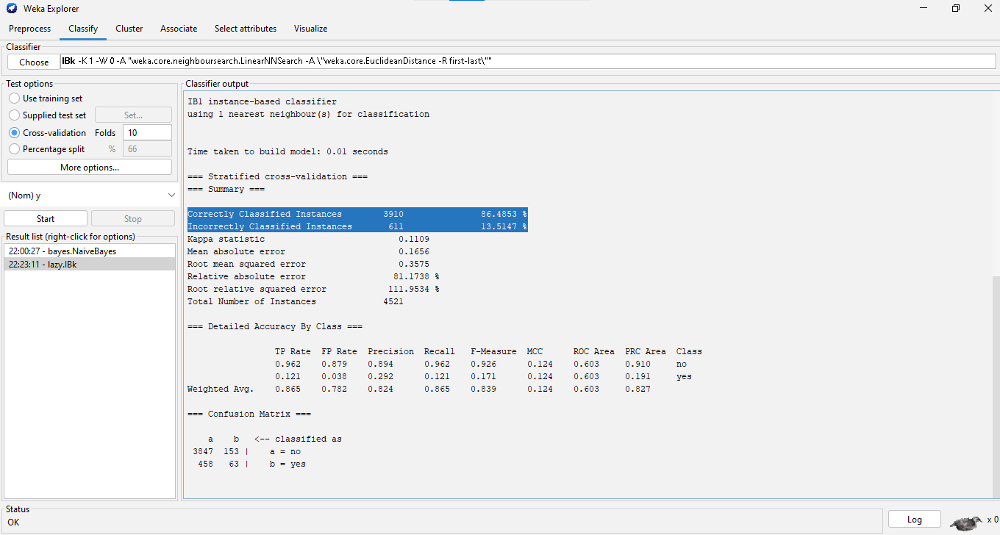 Weka Explorer
Preprocess Classify Cluster Associate Select attributes Visualize
Classifier
Choose IBk -K 1 -W 0 -A "weka.core.neighboursearch.LinearNNSearch -A \"weka.core.EuclideanDistance -R first-last\""
Test options
Use training set
Supplied test set Set...
Cross-validation Folds 10
Percentage split % 66
More options...
(Nom) y
Start Stop
Result list (right-click for options)
22:00:27 - bayes.NaiveBayes
22:23:11 - lazy.IBk
Classifier output
IB1 instance-based classifier
using 1 nearest neighbour(s) for classification
Time taken to build model: 0.01 seconds
=== Stratified cross-validation ===
=== Summary ===
Correctly Classified Instances 3910 86.4853 %
Incorrectly Classified Instances 611 13.5147 %
Kappa statistic 0.1109
Mean absolute error 0.1656
Root mean squared error 0.3575
Relative absolute error 81.1738 %
Root relative squared error 111.9534 %
Total Number of Instances 4521
=== Detailed Accuracy By Class ===
TP Rate FP Rate Precision Recall F-Measure MCC ROC Area PRC Area Class
0.962 0.879 0.894 0.962 0.926 0.124 0.603 0.910 no
0.121 0.038 0.292 0.121 0.171 0.124 0.603 0.191 yes
Weighted Avg. 0.865 0.782 0.824 0.865 0.839 0.124 0.603 0.827
=== Confusion Matrix ===
a b <-- classified as
3847 153 | a = no
458 63 | b = yes
Status
OK
Log x 0